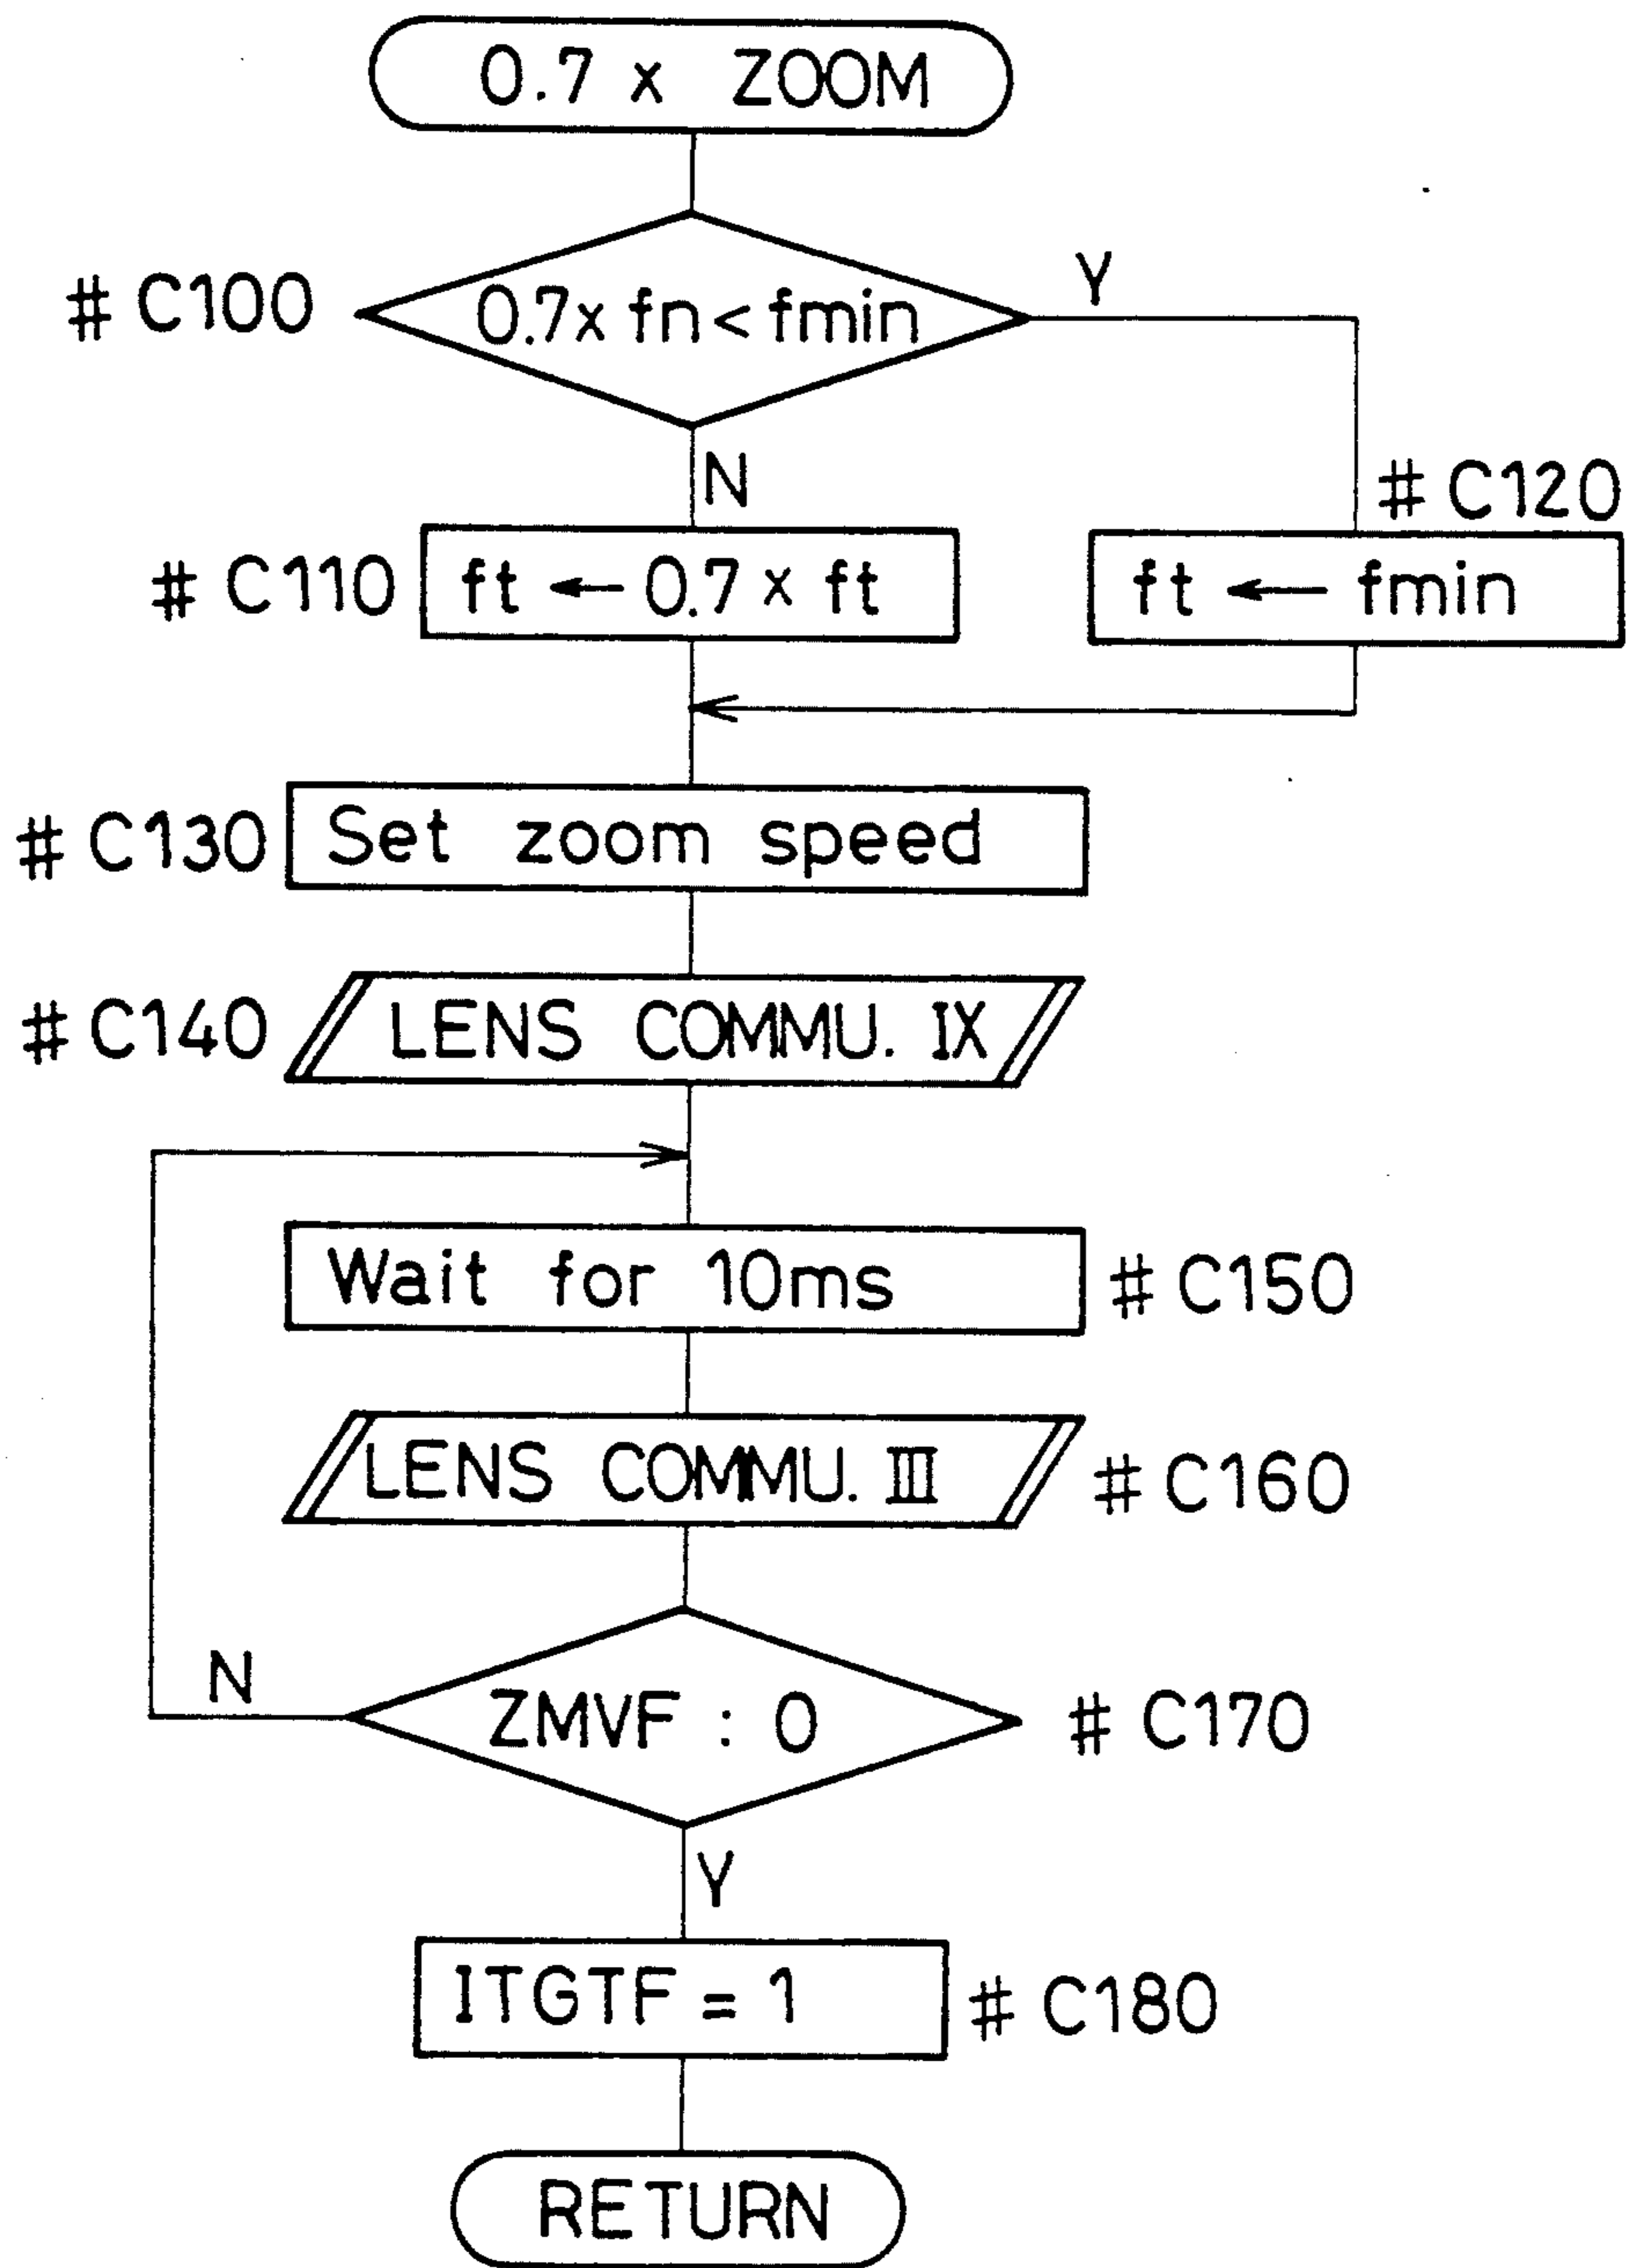 0.7 x ZOOM
# C100
0.7x fn < fmin
Y
N
# C120
# C110
ft ← 0.7 x ft
ft ← fmin
# C130
Set zoom speed
# C140
LENS COMMU. IX
Wait for 10ms
# C150
LENS COMMU. III
# C160
N
ZMVF : 0
# C170
Y
ITGTF = 1
# C180
RETURN